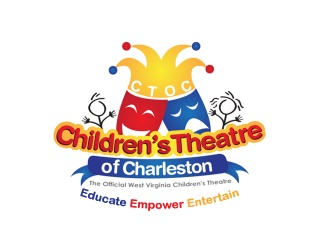 CTOC
Children's Theatre
of Charleston
The Official West Virginia Children's Theatre
Educate Empower Entertain